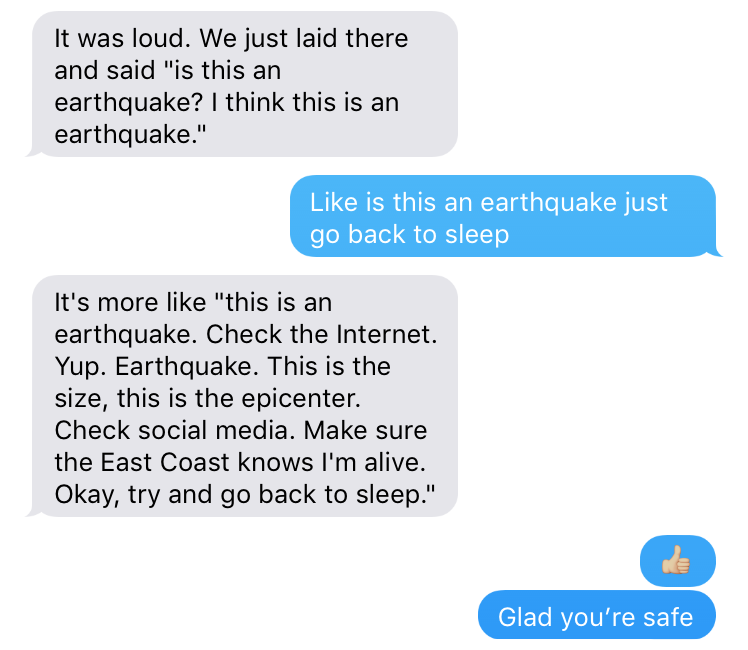 It was loud. We just laid there
and said "is this an
earthquake? I think this is an
earthquake."
Like is this an earthquake just
go back to sleep
It's more like "this is an
earthquake. Check the Internet.
Yup. Earthquake. This is the
size, this is the epicenter.
Check social media. Make sure
the East Coast knows I'm alive.
Okay, try and go back to sleep."
👍🏼
Glad you’re safe